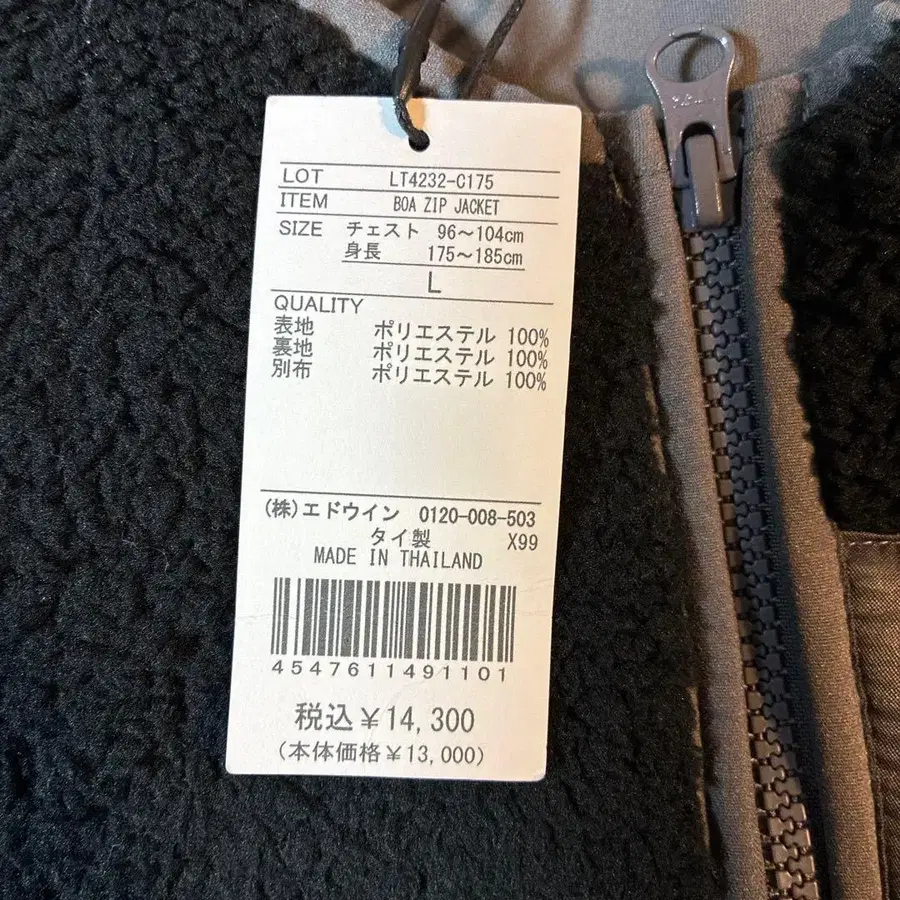 LOT LT4232-C175
ITEM BOA ZIP JACKET
SIZE チェスト 96～104cm
身長 175～185cm
L
QUALITY
表地 ポリエステル 100%
裏地 ポリエステル 100%
別布 ポリエステル 100%
(株)エドウイン 0120-008-503
タイ製 X99
MADE IN THAILAND
4547611491101
税込¥14,300
(本体価格¥13,000)